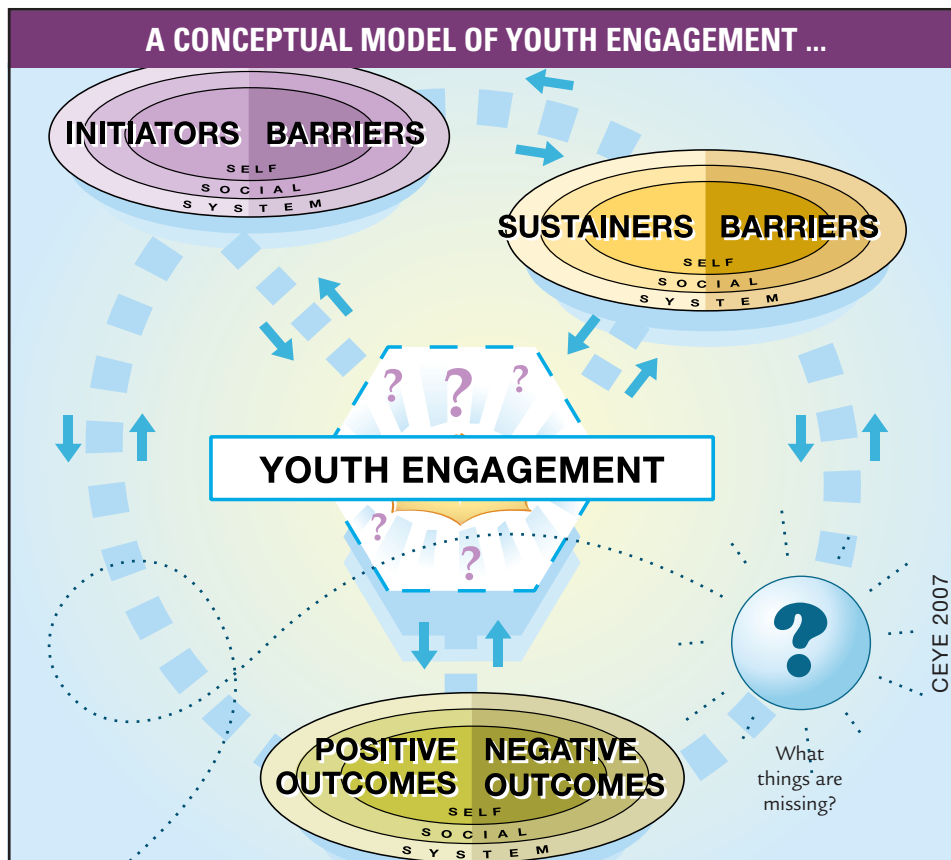 A CONCEPTUAL MODEL OF YOUTH ENGAGEMENT ...
INITIATORS BARRIERS
SELF
SOCIAL
SYSTEM
SUSTAINERS BARRIERS
SELF
SOCIAL
SYSTEM
? ? ?
YOUTH ENGAGEMENT
? ?
?
What
things are
missing?
POSITIVE NEGATIVE
OUTCOMES OUTCOMES
SELF
SOCIAL
SYSTEM
CEYE 2007